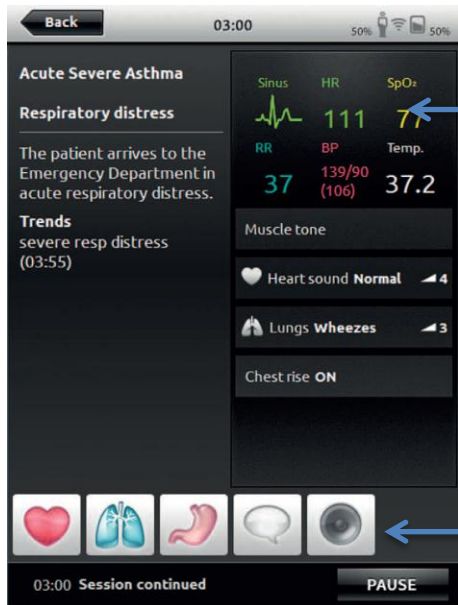 Back
03:00
50%
50%
Acute Severe Asthma
Respiratory distress
The patient arrives to the
Emergency Department in
acute respiratory distress.
Trends
severe resp distress
(03:55)
Sinus HR SpO₂
111 77
RR BP Temp.
37 139/90
(106) 37.2
Muscle tone
Heart sound Normal 4
Lungs Wheezes 3
Chest rise ON
03:00 Session continued
PAUSE